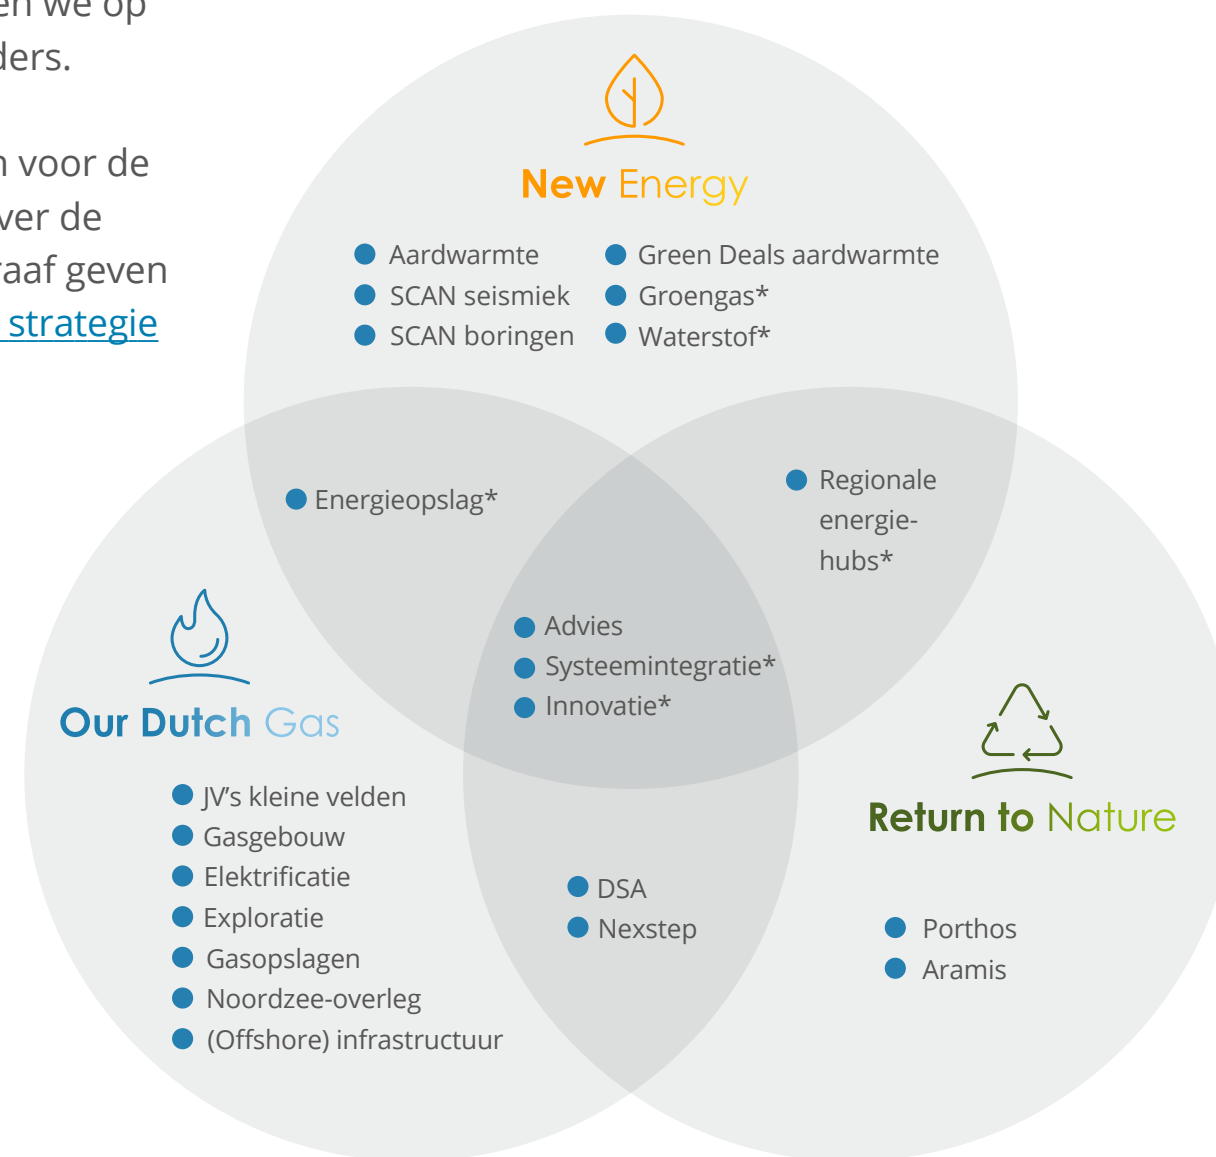 en we op
ders.
voor de
ver de
raaf geven
strategie
New Energy
Aardwarmte
SCAN seismiek
SCAN boringen
Green Deals aardwarmte
Groengas*
Waterstof*
Energieopslag*
Regionale
energie-
hubs*
Advies
Systeemintegratie*
Innovatie*
Our Dutch Gas
JV's kleine velden
Gasgebouw
Elektrificatie
Exploratie
Gasopslagen
Noordzee-overleg
(Offshore) infrastructuur
DSA
Nexstep
Return to Nature
Porthos
Aramis